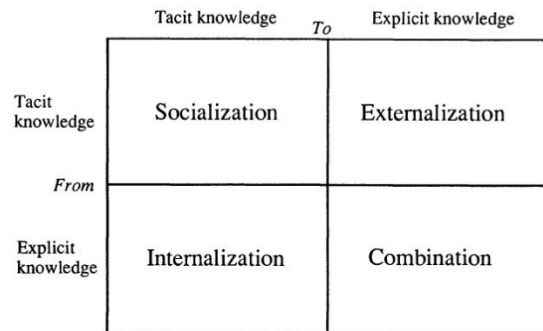 Tacit knowledge
Explicit knowledge
To
Tacit
knowledge
Socialization
Externalization
From
Explicit
knowledge
Internalization
Combination